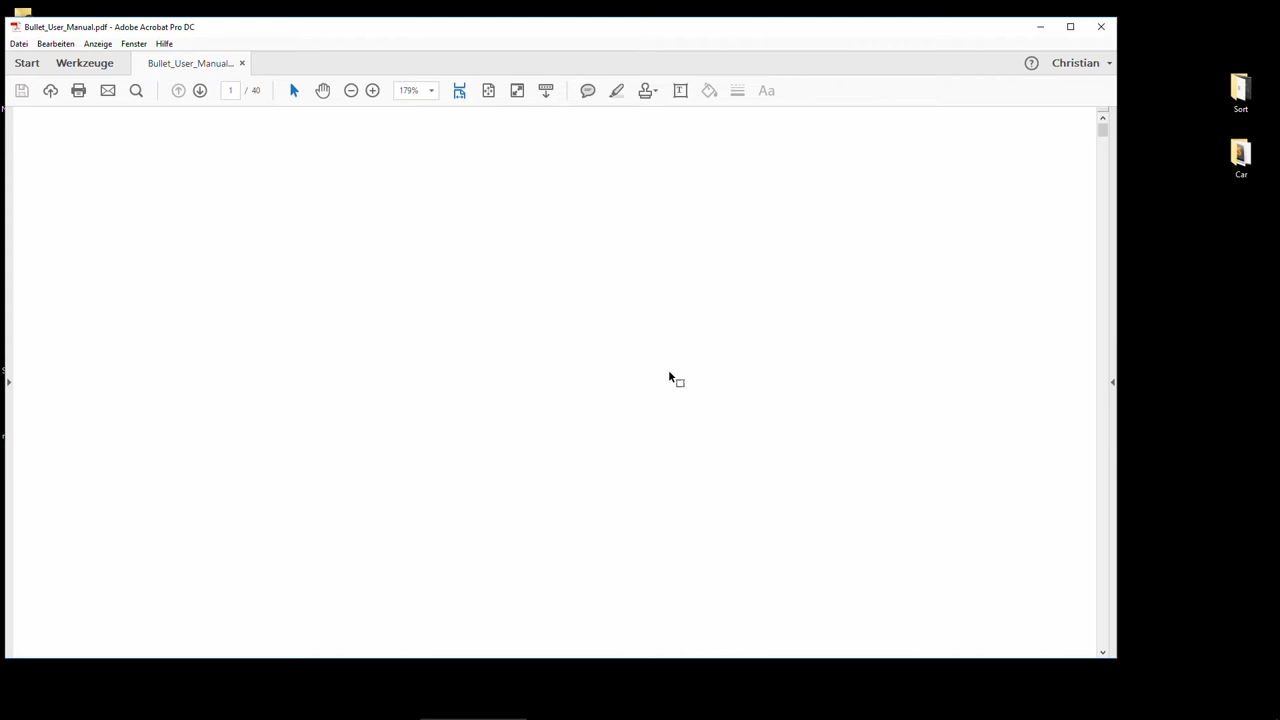 Bullet_User_Manual.pdf - Adobe Acrobat Pro DC
Datei Bearbeiten Anzeige Fenster Hilfe
Start Werkzeuge Bullet_User_Manual... × ? Christian
1 / 40 179% Aa
Sort
Car